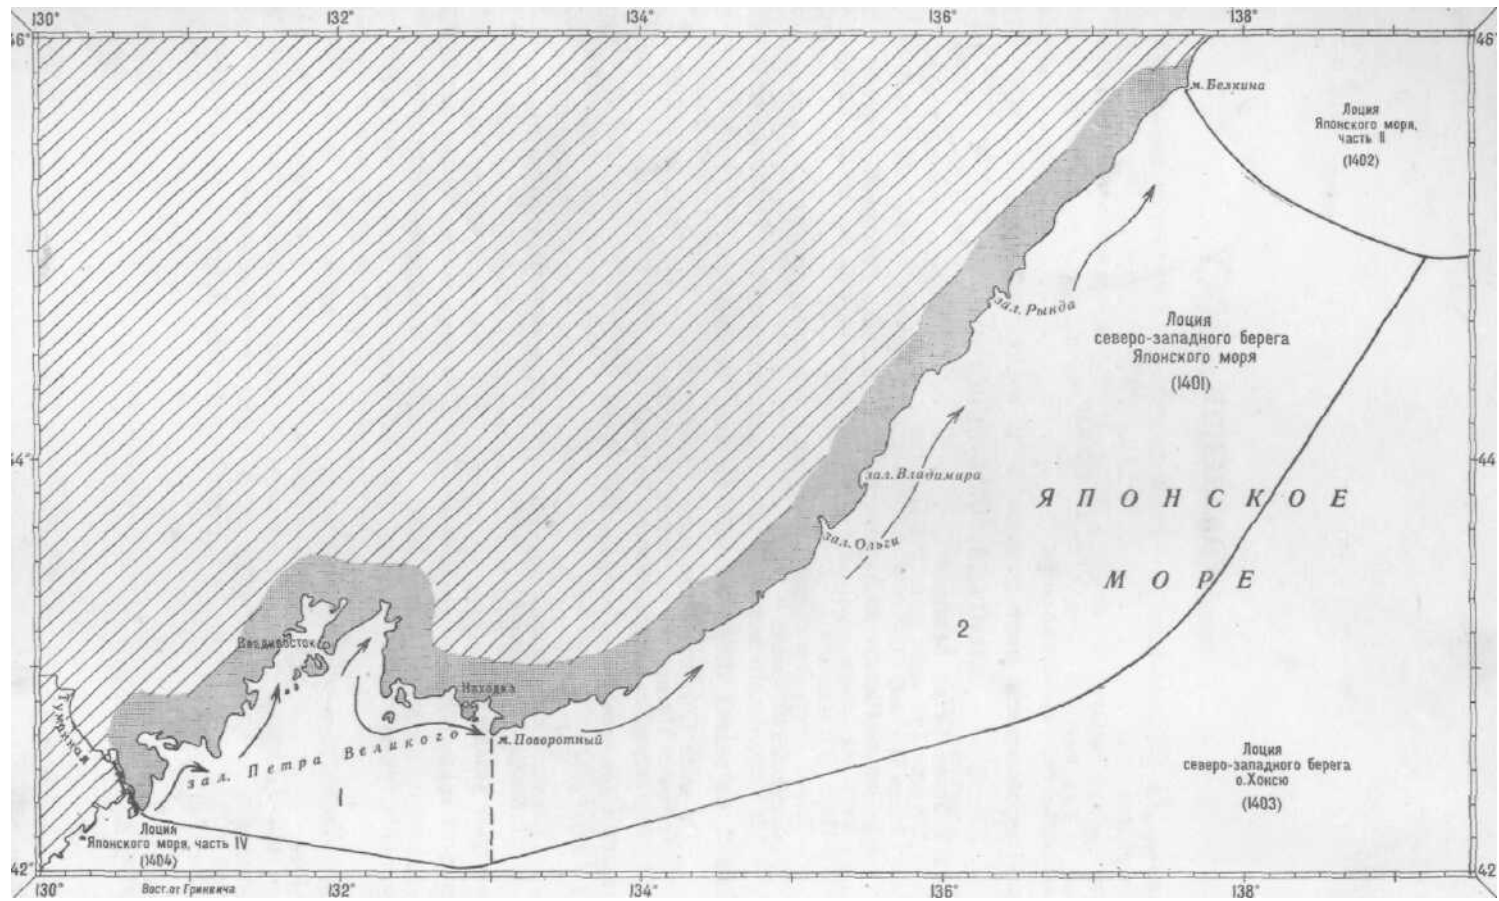 130°
132°
134°
136°
138°
46°
46°
м. Белкина
Лоция
Японского моря,
часть II
(1402)
зал. Рында
Лоция
северо-западного берега
Японского моря
(1401)
44°
44°
зал. Владимира
ЯПОНСКОЕ
МОРЕ
зал. Ольги
2
Владивосток
Находка
Тумынная
м. Поворотный
зал. Петра Великого
1
Лоция
северо-западного берега
о. Хонсю
(1403)
Лоция
Японского моря, часть IV
(1404)
42°
42°
130°
Вост. от Гринвича
132°
134°
136°
138°